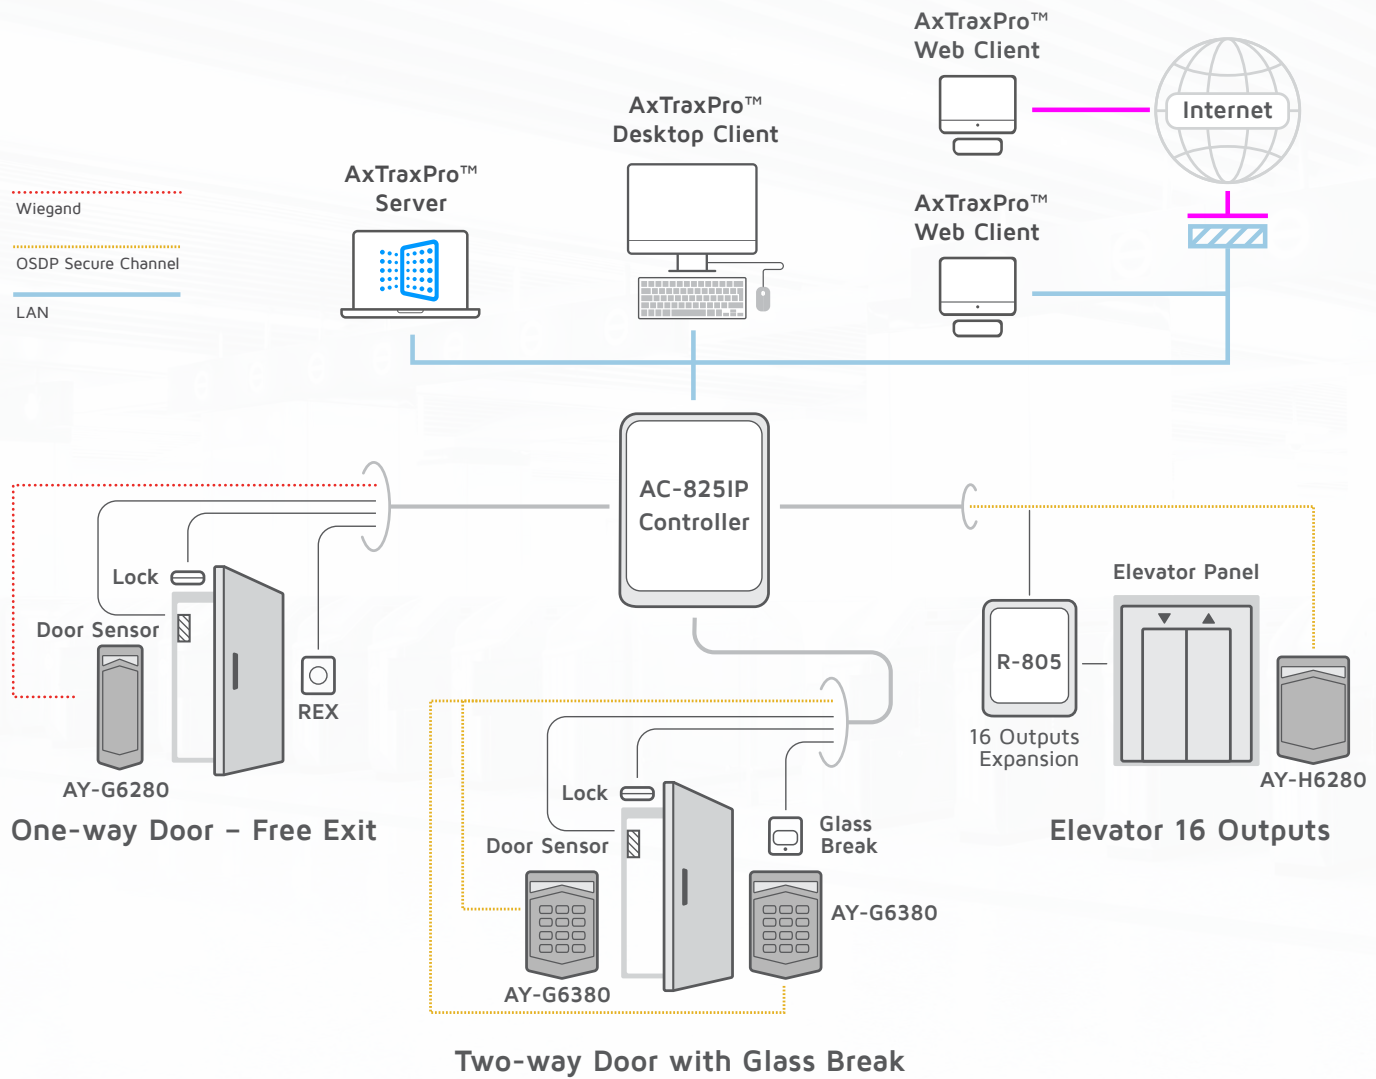 AxTraxPro™
Web Client
Internet
AxTraxPro™
Desktop Client
AxTraxPro™
Server
AxTraxPro™
Web Client
Wiegand
OSDP Secure Channel
LAN
AC-825IP
Controller
Lock
Door Sensor
REX
AY-G6280
One-way Door – Free Exit
Elevator Panel
R-805
16 Outputs
Expansion
AY-H6280
Elevator 16 Outputs
Lock
Door Sensor
Glass
Break
AY-G6380
AY-G6380
Two-way Door with Glass Break